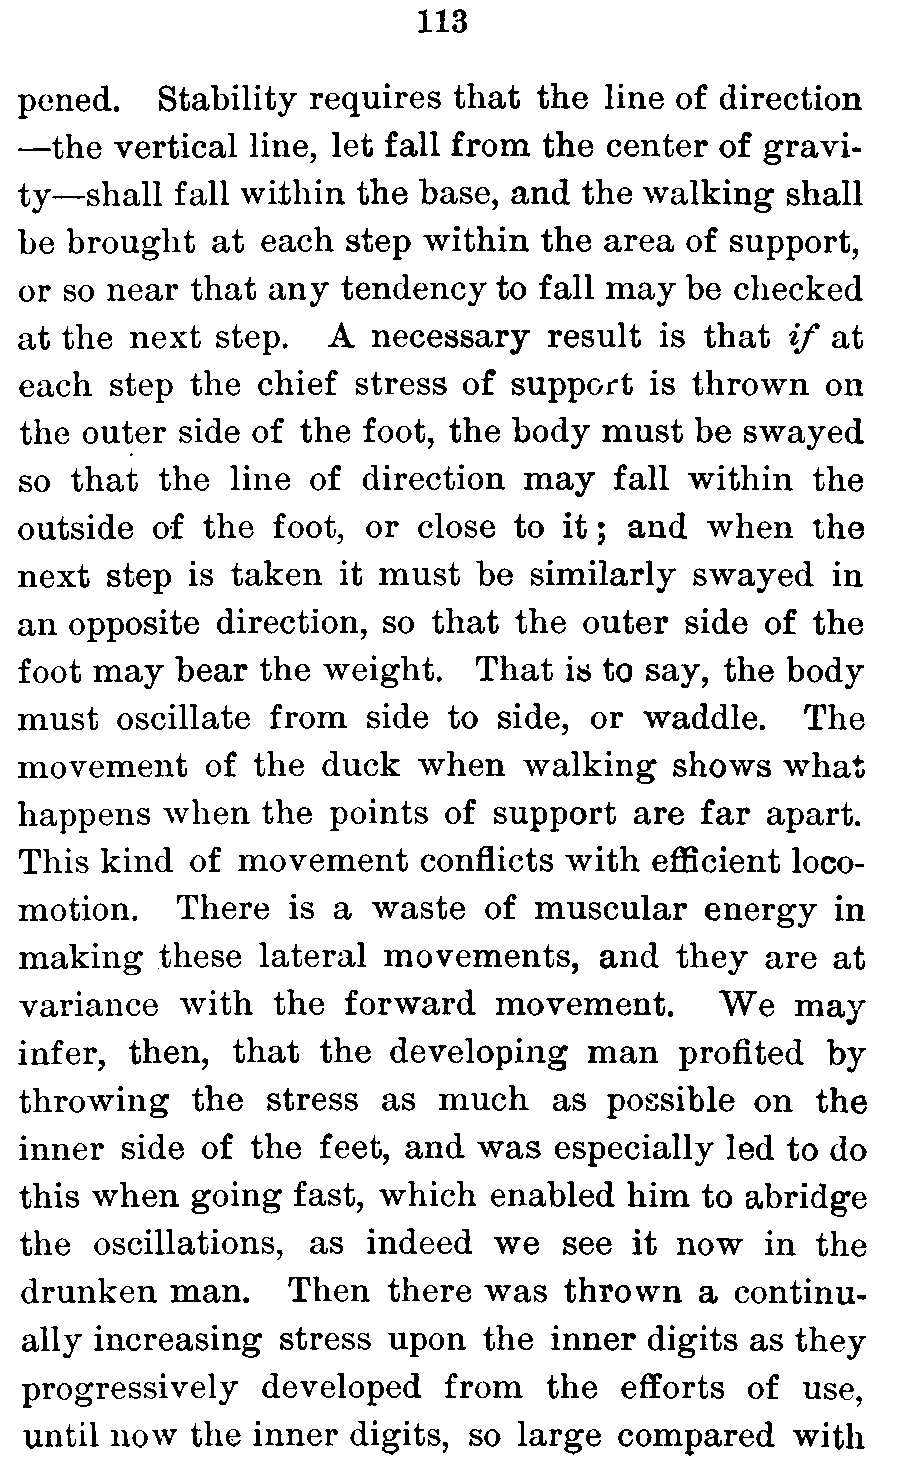 113
pened. Stability requires that the line of direction
—the vertical line, let fall from the center of gravi-
ty—shall fall within the base, and the walking shall
be brought at each step within the area of support,
or so near that any tendency to fall may be checked
at the next step. A necessary result is that if at
each step the chief stress of support is thrown on
the outer side of the foot, the body must be swayed
so that the line of direction may fall within the
outside of the foot, or close to it; and when the
next step is taken it must be similarly swayed in
an opposite direction, so that the outer side of the
foot may bear the weight. That is to say, the body
must oscillate from side to side, or waddle. The
movement of the duck when walking shows what
happens when the points of support are far apart.
This kind of movement conflicts with efficient loco-
motion. There is a waste of muscular energy in
making these lateral movements, and they are at
variance with the forward movement. We may
infer, then, that the developing man profited by
throwing the stress as much as possible on the
inner side of the feet, and was especially led to do
this when going fast, which enabled him to abridge
the oscillations, as indeed we see it now in the
drunken man. Then there was thrown a continu-
ally increasing stress upon the inner digits as they
progressively developed from the efforts of use,
until now the inner digits, so large compared with